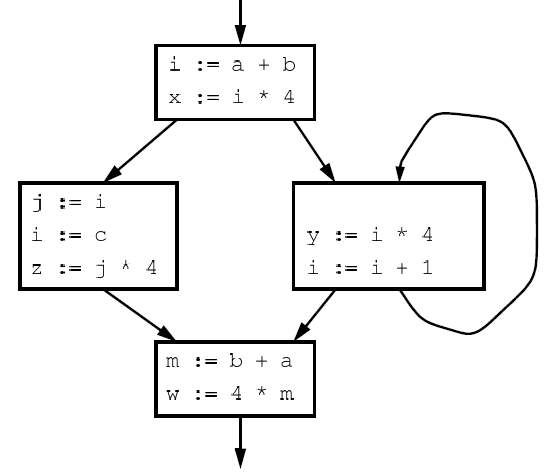 i := a + b
x := i * 4
j := i
i := c
z := j * 4
y := i * 4
i := i + 1
m := b + a
w := 4 * m